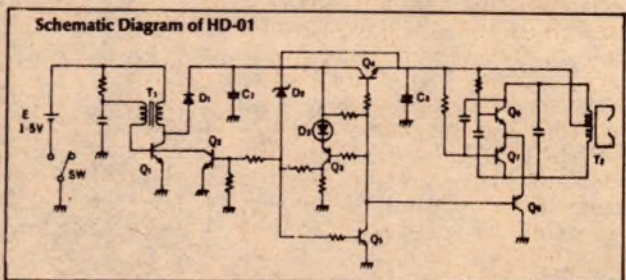 Schematic Diagram of HD-01
Q4
T1
D1
C2
D2
C3
E
1·5V
D3
Q6
Q2
Q7
T2
SW
Q1
Q3
Q5
Q8